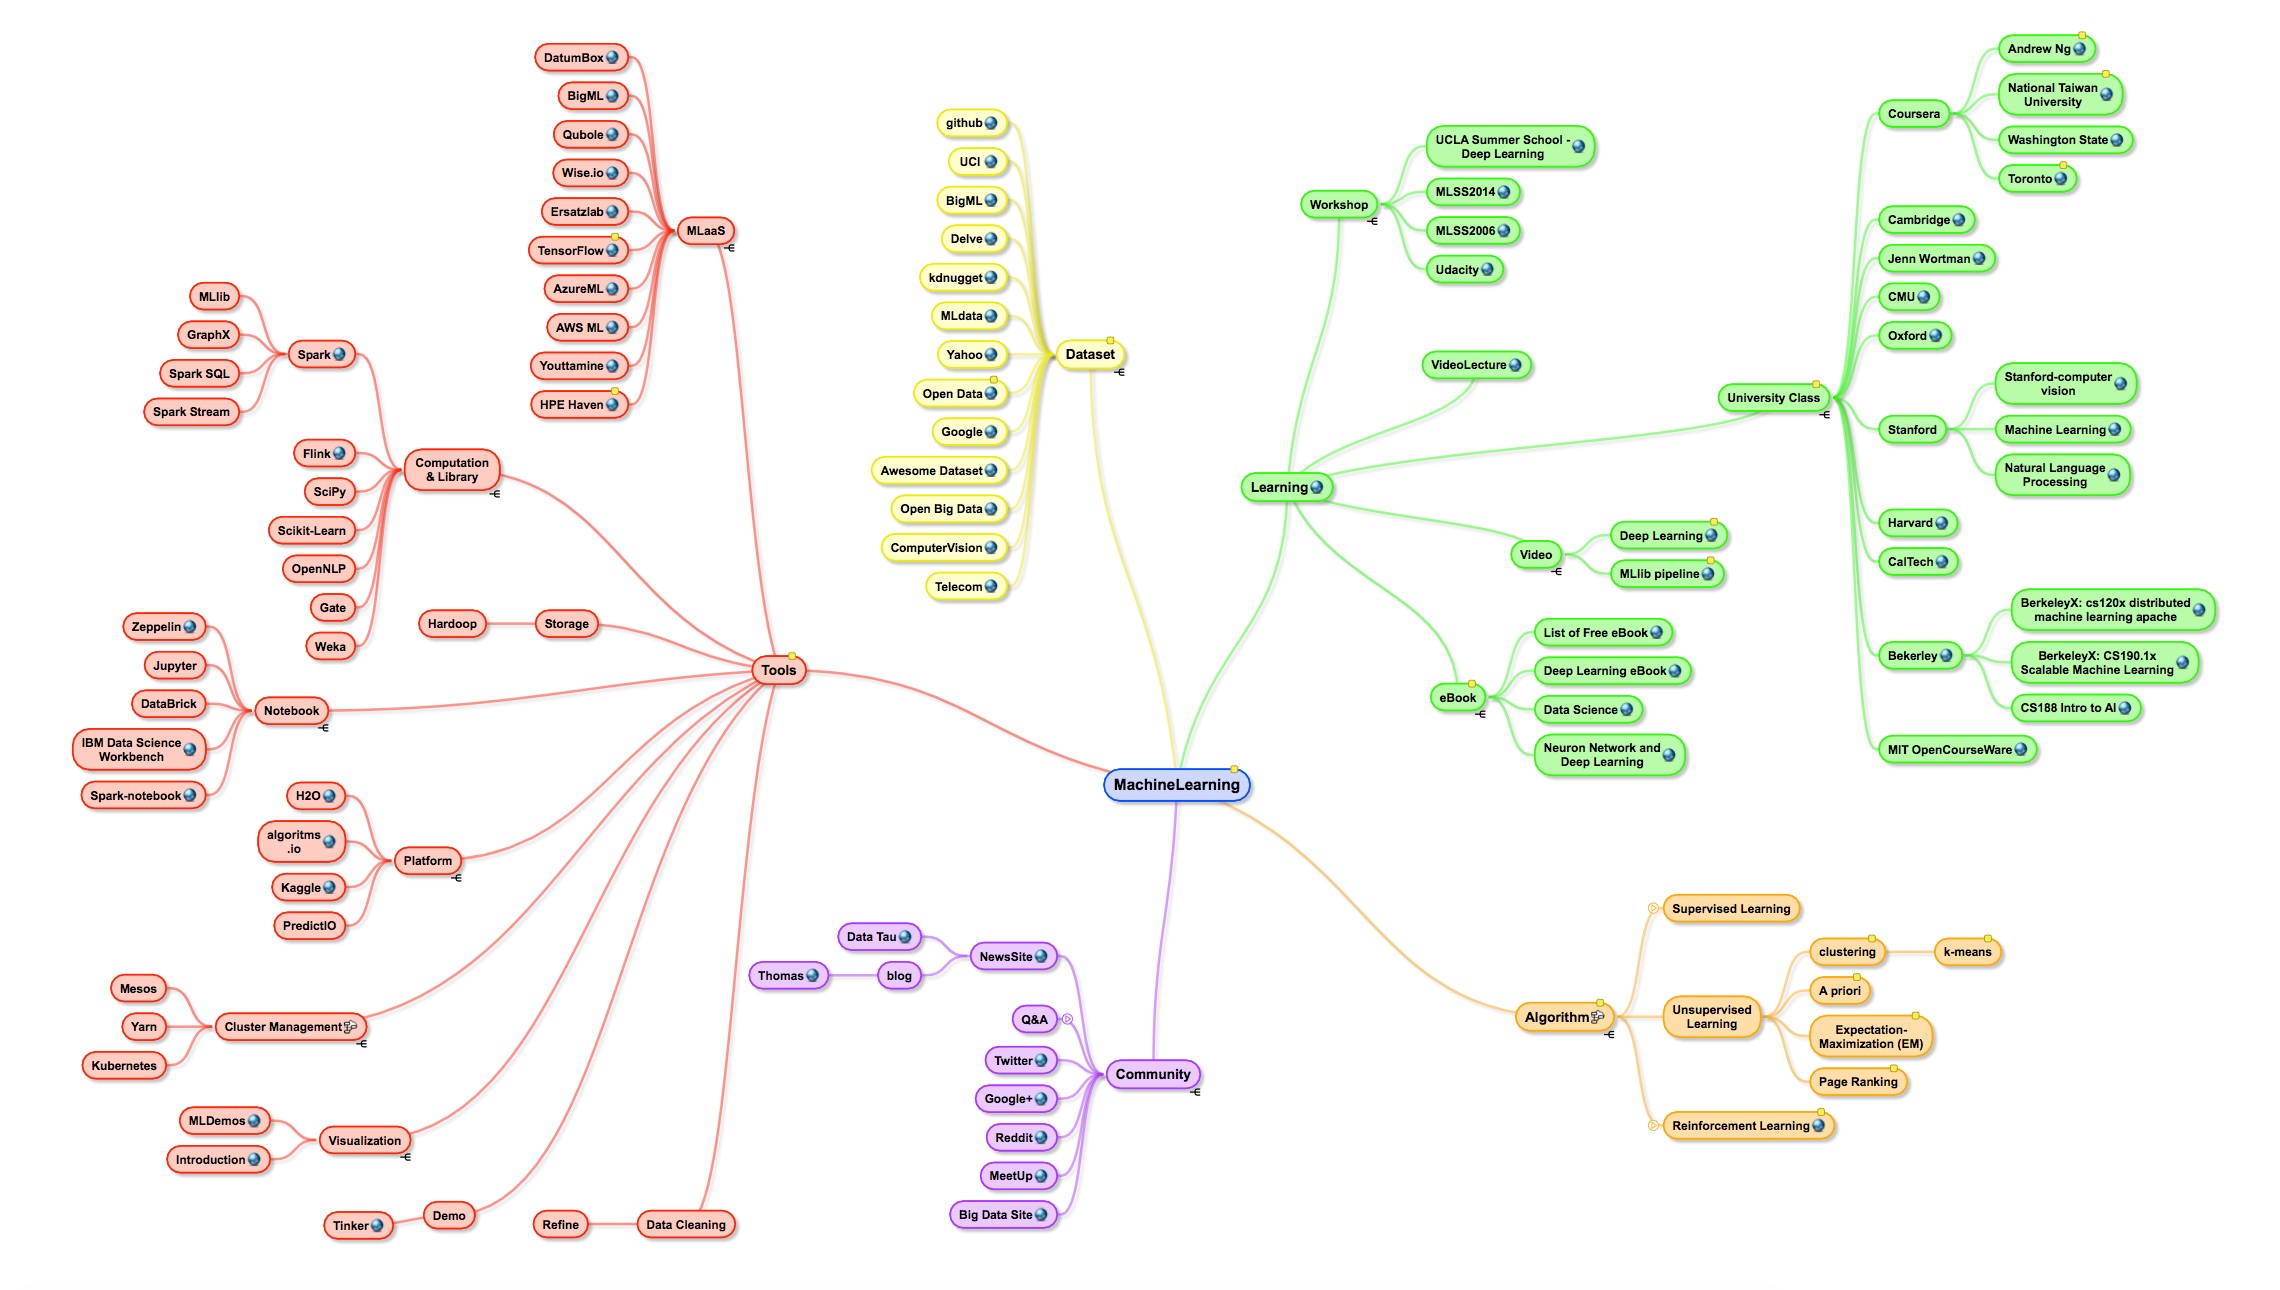 MachineLearning
Tools
MLaaS
DatumBox
BigML
Qubole
Wise.io
Ersatzlab
TensorFlow
AzureML
AWS ML
Youttamine
HPE Haven
Computation
& Library
Spark
MLlib
GraphX
Spark SQL
Spark Stream
Flink
SciPy
Scikit-Learn
OpenNLP
Gate
Weka
Storage
Hardoop
Notebook
Zeppelin
Jupyter
DataBrick
IBM Data Science
Workbench
Spark-notebook
Platform
H2O
algoritms
.io
Kaggle
PredictIO
Cluster Management
Mesos
Yarn
Kubernetes
Visualization
MLDemos
Introduction
Demo
Tinker
Data Cleaning
Refine
Dataset
github
UCI
BigML
Delve
kdnugget
MLdata
Yahoo
Open Data
Google
Awesome Dataset
Open Big Data
ComputerVision
Telecom
Learning
Workshop
UCLA Summer School -
Deep Learning
MLSS2014
MLSS2006
Udacity
VideoLecture
University Class
Coursera
Andrew Ng
National Taiwan
University
Washington State
Toronto
Cambridge
Jenn Wortman
CMU
Oxford
Stanford
Stanford-computer
vision
Machine Learning
Natural Language
Processing
Harvard
CalTech
Bekerley
BerkeleyX: cs120x distributed
machine learning apache
BerkeleyX: CS190.1x
Scalable Machine Learning
CS188 Intro to AI
MIT OpenCourseWare
Video
Deep Learning
MLlib pipeline
eBook
List of Free eBook
Deep Learning eBook
Data Science
Neuron Network and
Deep Learning
Community
NewsSite
Data Tau
blog
Thomas
Q&A
Twitter
Google+
Reddit
MeetUp
Big Data Site
Algorithm
Supervised Learning
Unsupervised
Learning
clustering
k-means
A priori
Expectation-
Maximization (EM)
Page Ranking
Reinforcement Learning